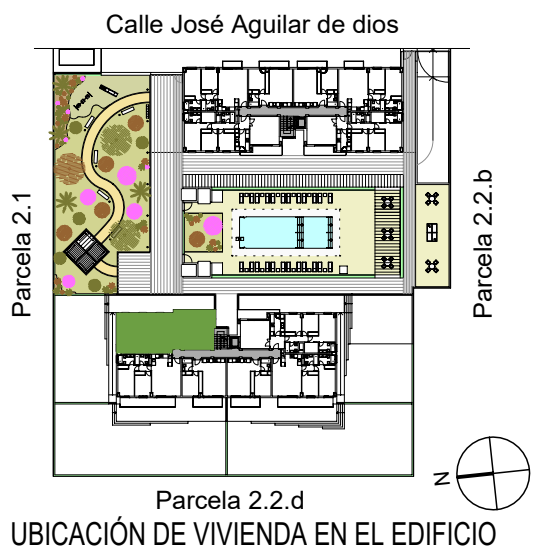 Calle José Aguilar de dios
Parcela 2.1
Parcela 2.2.b
N
Parcela 2.2.d
UBICACIÓN DE VIVIENDA EN EL EDIFICIO